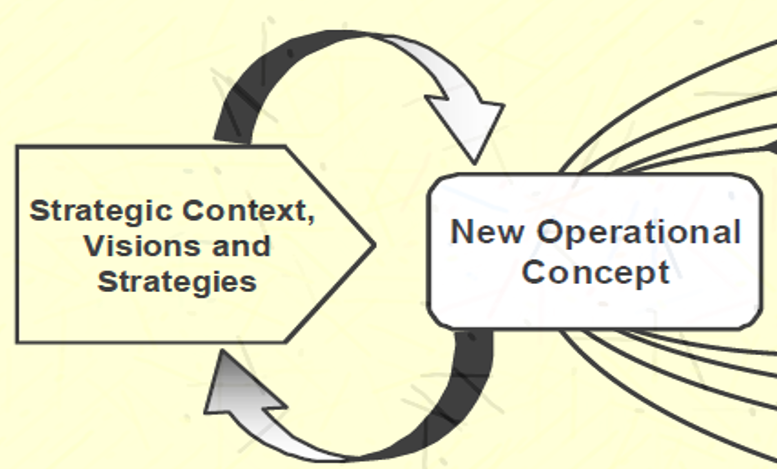 Strategic Context,
Visions and
Strategies
New Operational
Concept